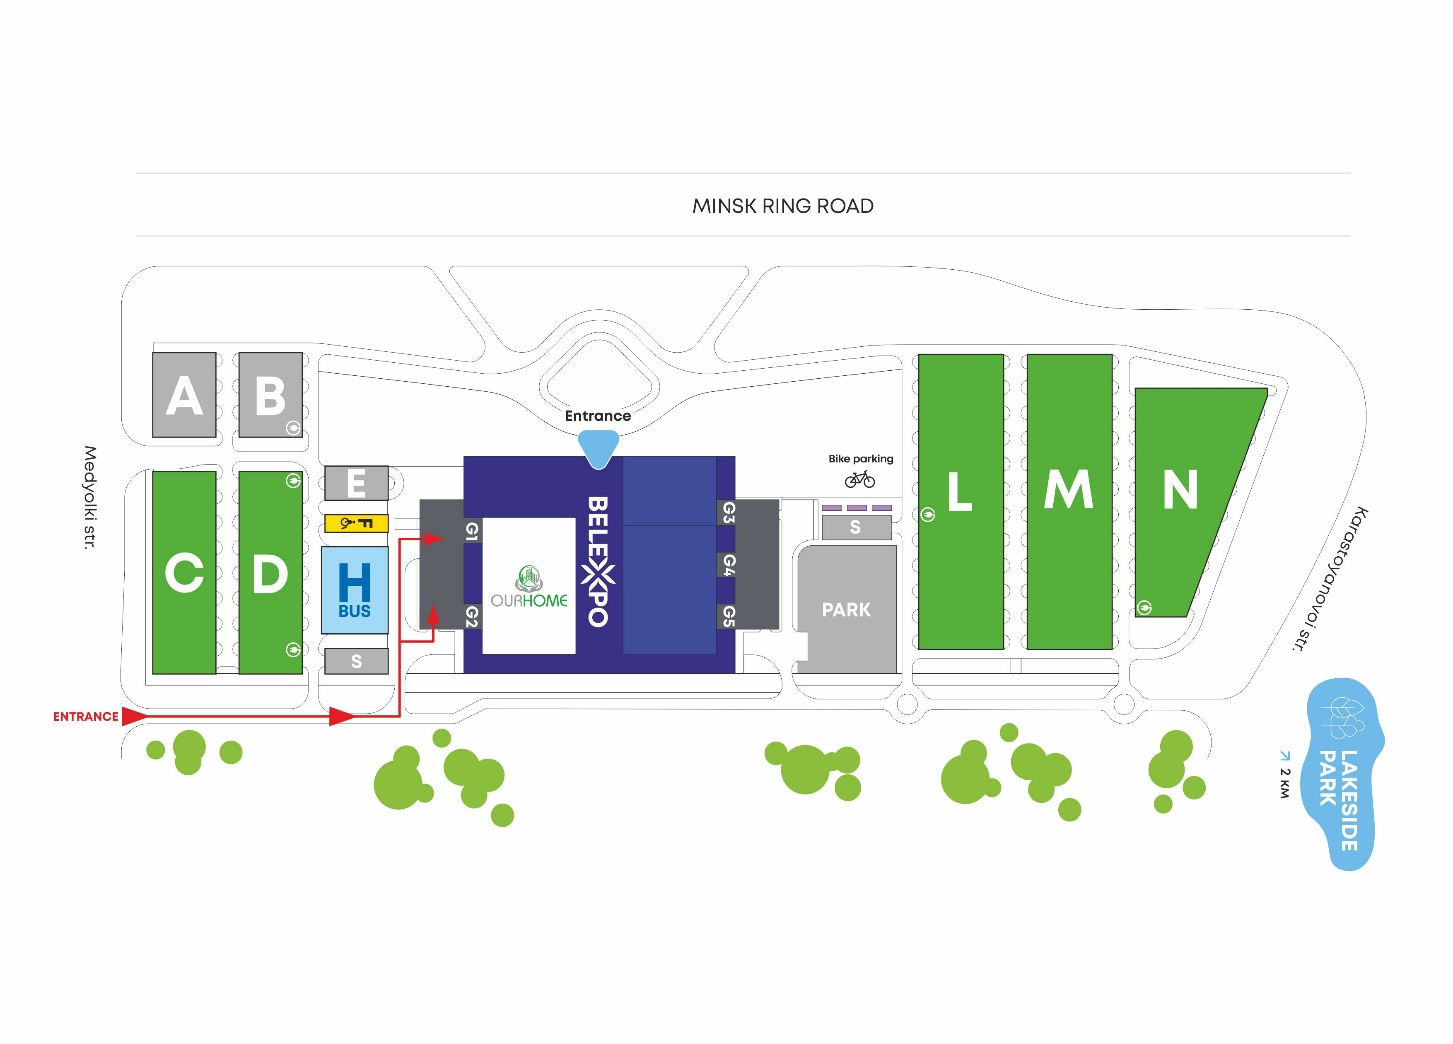 MINSK RING ROAD
Entrance
A
B
Medyolki str.
C
D
E
F
H
BUS
S
G1
G2
OURHOME
BELEXPO
G3
G4
G5
Bike parking
S
PARK
L
M
N
Karastoyanovoi str.
ENTRANCE
2 KM
LAKESIDE
PARK